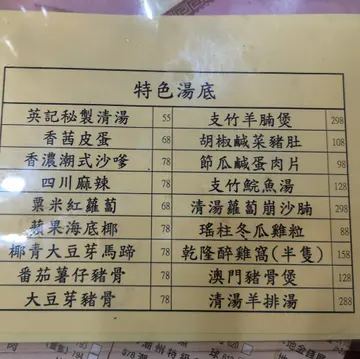 特色湯底
英記秘製清湯 55 支竹羊腩煲 298
香茜皮蛋 68 胡椒鹹菜豬肚 108
香濃潮式沙嗲 78 節瓜鹹蛋肉片 98
四川麻辣 78 支竹鯇魚湯 128
粟米紅蘿蔔 68 清湯蘿蔔崩沙腩 298
蘋果海底椰 78 瑤柱冬瓜雞粒 88
椰青大豆芽馬蹄 78 乾隆醉雞窩(半隻) 158
番茄薯仔豬骨 78 澳門豬骨煲 128
大豆芽豬骨 78 清湯羊排湯 288